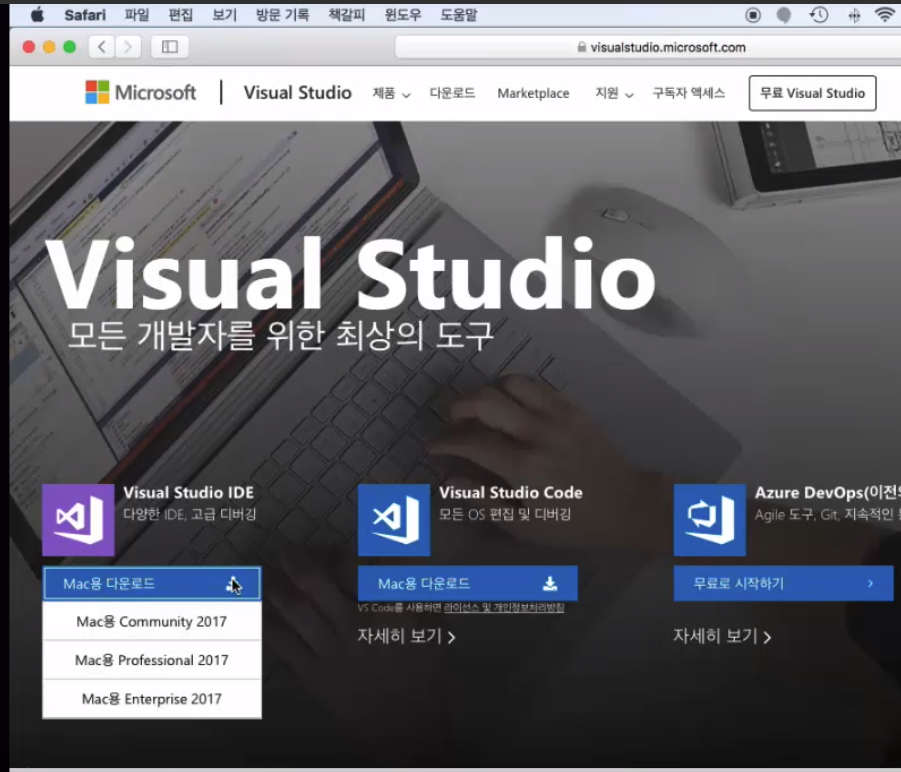 Safari 파일 편집 보기 방문 기록 책갈피 윈도우 도움말
visualstudio.microsoft.com
Microsoft Visual Studio 제품 다운로드 Marketplace 지원 구독자 액세스 무료 Visual Studio
Visual Studio
모든 개발자를 위한 최상의 도구
Visual Studio IDE
다양한 IDE, 고급 디버깅
Mac용 다운로드
Mac용 Community 2017
Mac용 Professional 2017
Mac용 Enterprise 2017
Visual Studio Code
모든 OS 편집 및 디버깅
Mac용 다운로드
VS Code를 사용하면 라이선스 및 개인정보처리방침
자세히 보기
Azure DevOps(이전의
Agile 도구, Git, 지속적인
무료로 시작하기
자세히 보기